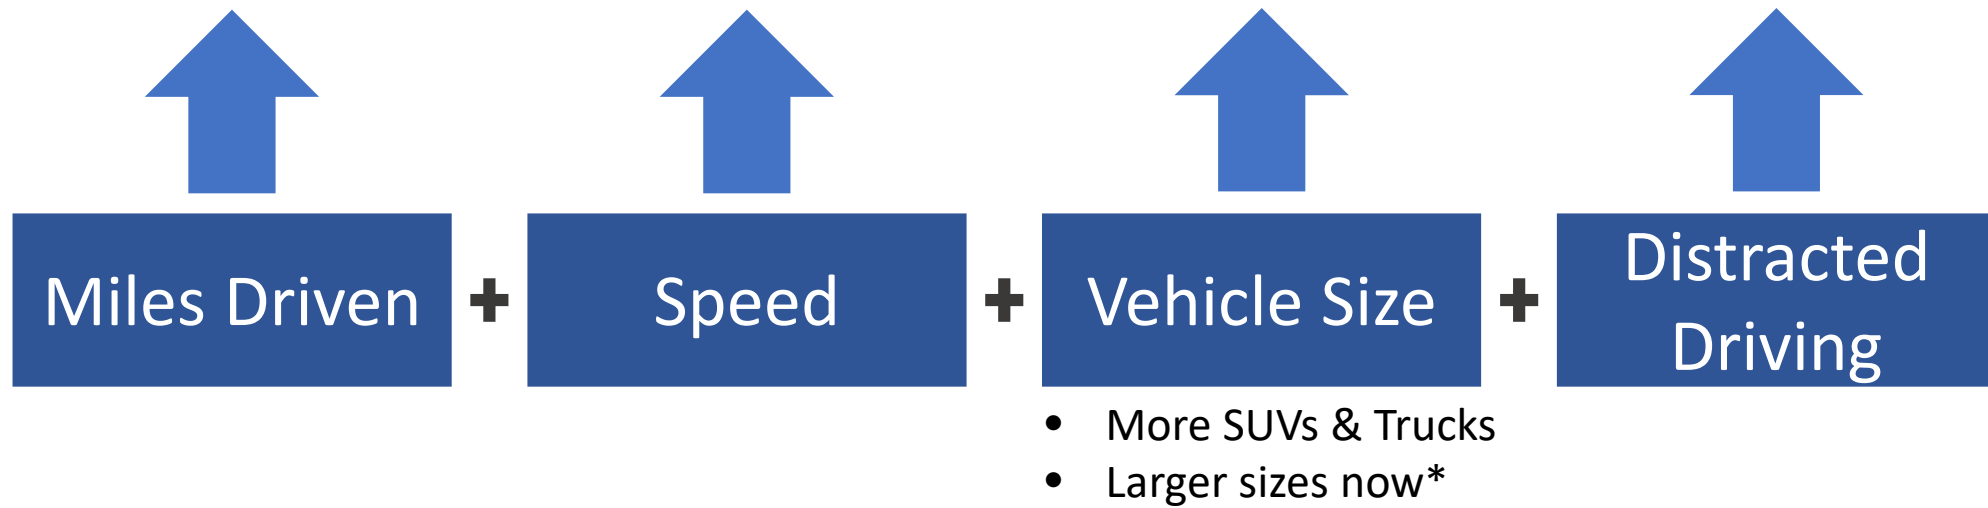 Miles Driven + Speed + Vehicle Size + Distracted
Driving
• More SUVs & Trucks
• Larger sizes now*